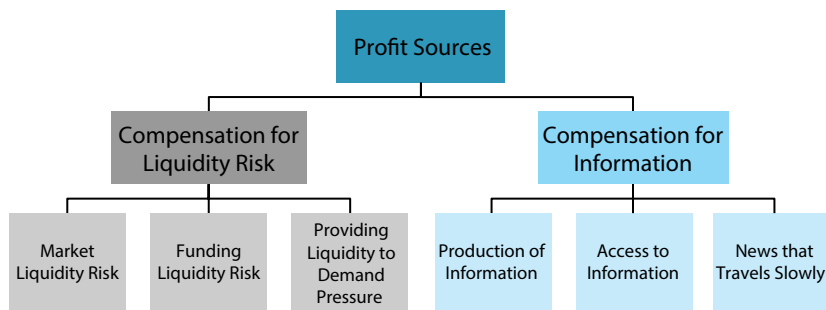 Profit Sources
Compensation for
Liquidity Risk
Compensation for
Information
Market
Liquidity Risk
Funding
Liquidity Risk
Providing
Liquidity to
Demand
Pressure
Production of
Information
Access to
Information
News that
Travels Slowly